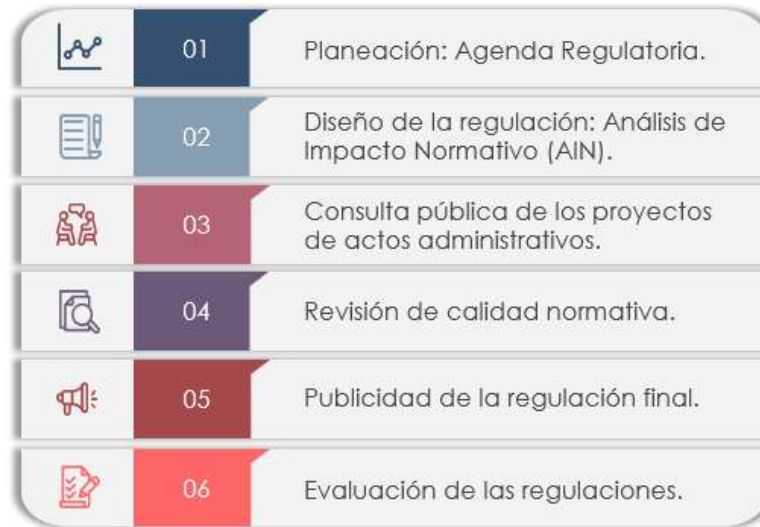 01
Planeación: Agenda Regulatoria.
02
Diseño de la regulación: Análisis de
Impacto Normativo (AIN).
03
Consulta pública de los proyectos
de actos administrativos.
04
Revisión de calidad normativa.
05
Publicidad de la regulación final.
06
Evaluación de las regulaciones.